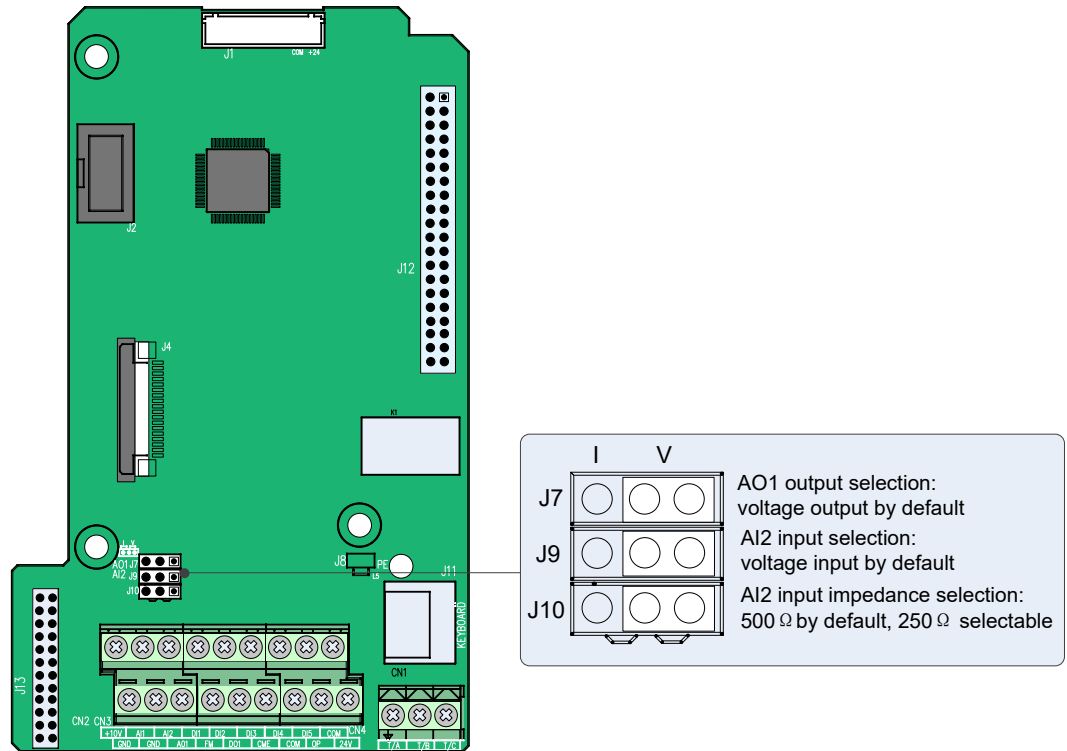 J1
COM +24
J2
J12
J4
K1
I V
AO1 J7
AI2 J9
J10
J8
PE
L5
J11
KEYBOARD
CN1
J13
CN2 CN3
CN4
+10V AI1 AI2 DI1 DI2 DI3 DI4 DI5 COM
GND GND AO1 FM DO1 CME COM OP 24V
T/A T/B T/C
I V
J7
AO1 output selection:
voltage output by default
J9
AI2 input selection:
voltage input by default
J10
AI2 input impedance selection:
500 Ω by default, 250 Ω selectable